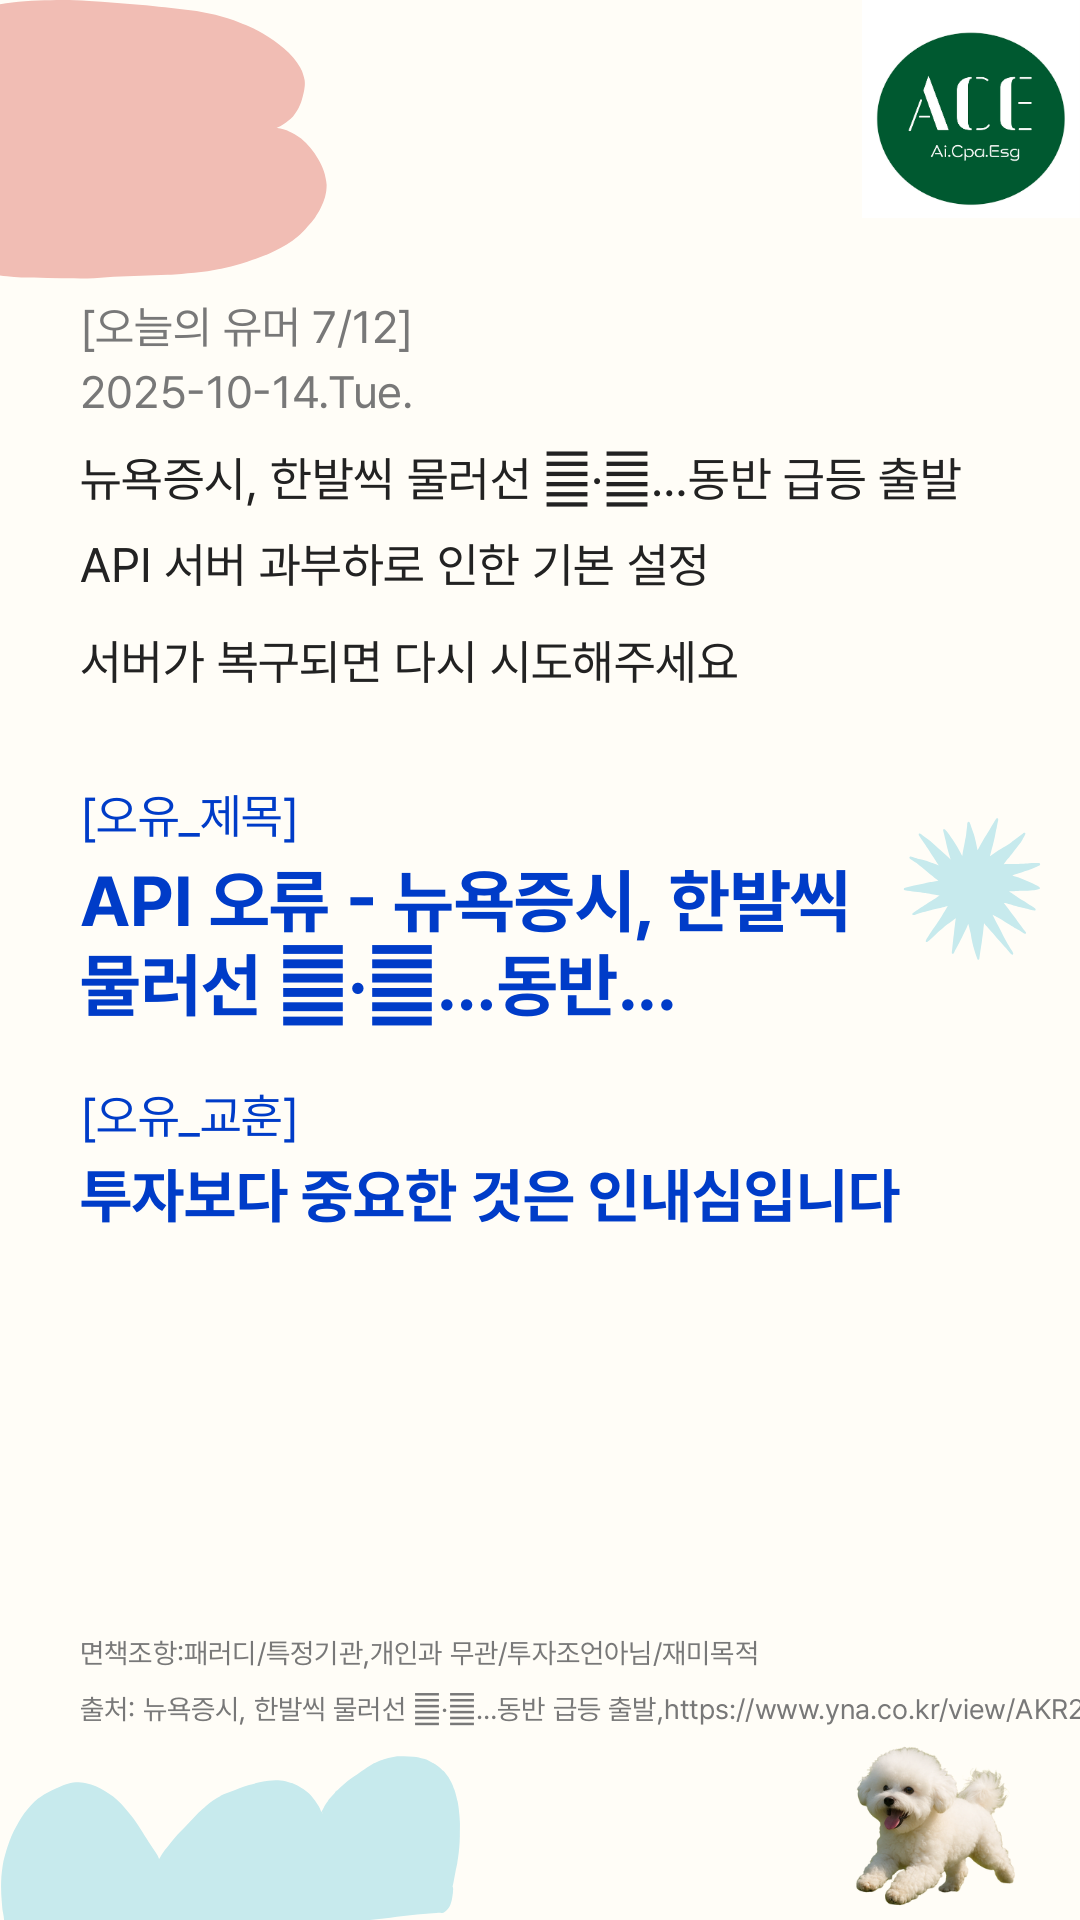 ACE
Ai.Cpa.Esg
[오늘의 유머 7/12]
2025-10-14.Tue.
뉴욕증시, 한발씩 물러선 ·...동반 급등 출발
API 서버 과부하로 인한 기본 설정
서버가 복구되면 다시 시도해주세요
[오유_제목]
API 오류 - 뉴욕증시, 한발씩
물러선 ·...동반...
[오유_교훈]
투자보다 중요한 것은 인내심입니다
면책조항:패러디/특정기관,개인과 무관/투자조언아님/재미목적
출처: 뉴욕증시, 한발씩 물러선 ·...동반 급등 출발,https://www.yna.co.kr/view/AKR2